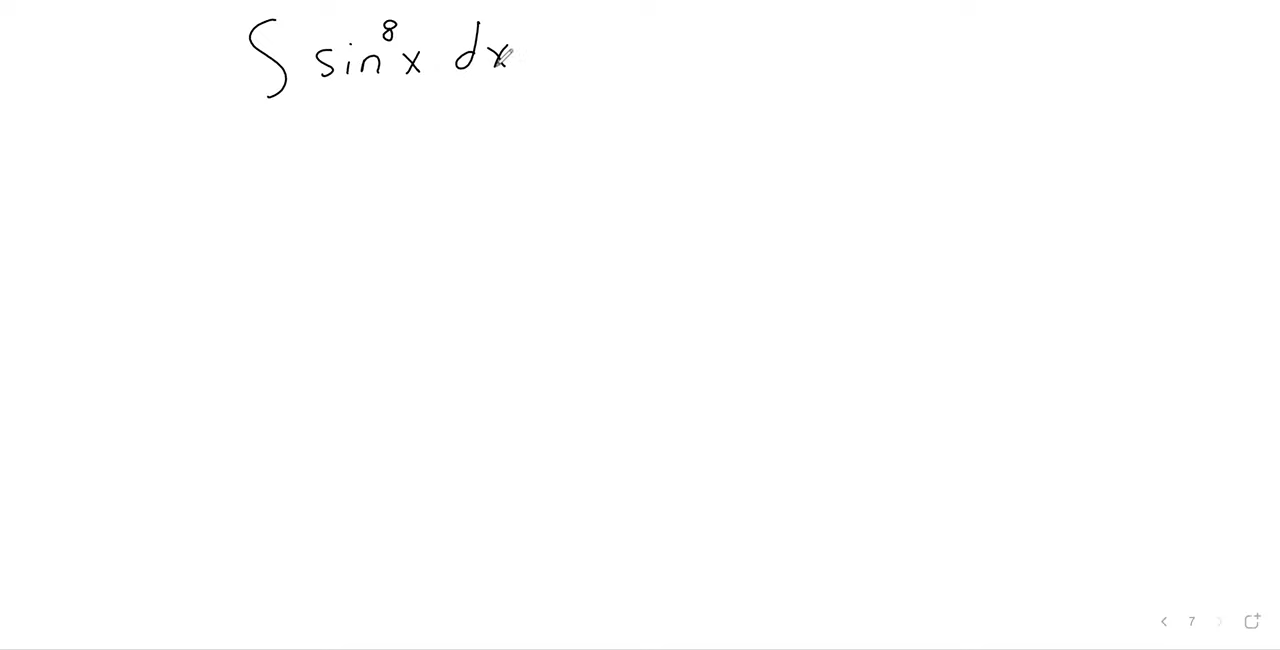 ∫ sin⁸x dx
< 7 >